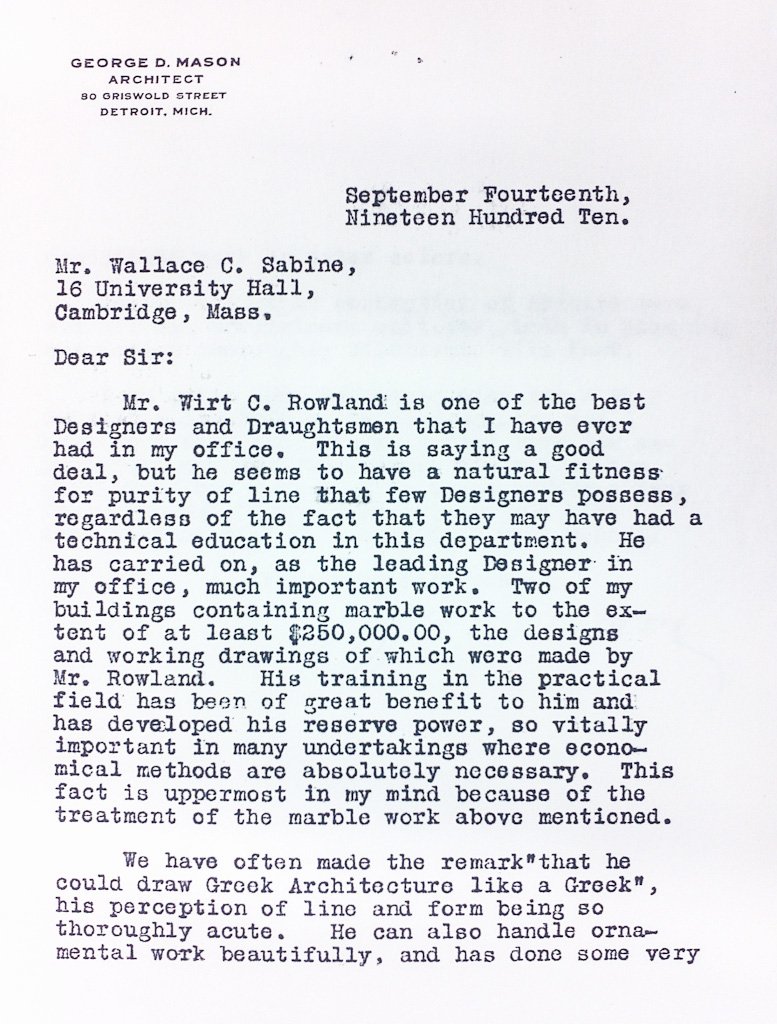 GEORGE D. MASON
ARCHITECT
80 GRISWOLD STREET
DETROIT, MICH.
September Fourteenth,
Nineteen Hundred Ten.
Mr. Wallace C. Sabine,
16 University Hall,
Cambridge, Mass.
Dear Sir:
Mr. Wirt C. Rowland is one of the best
Designers and Draughtsmen that I have ever
had in my office. This is saying a good
deal, but he seems to have a natural fitness
for purity of line that few Designers possess,
regardless of the fact that they may have had a
technical education in this department. He
has carried on, as the leading Designer in
my office, much important work. Two of my
buildings containing marble work to the ex-
tent of at least $250,000.00, the designs
and working drawings of which were made by
Mr. Rowland. His training in the practical
field has been of great benefit to him and
has developed his reserve power, so vitally
important in many undertakings where econo-
mical methods are absolutely necessary. This
fact is uppermost in my mind because of the
treatment of the marble work above mentioned.
We have often made the remark"that he
could draw Greek Architecture like a Greek",
his perception of line and form being so
thoroughly acute. He can also handle orna-
mental work beautifully, and has done some very